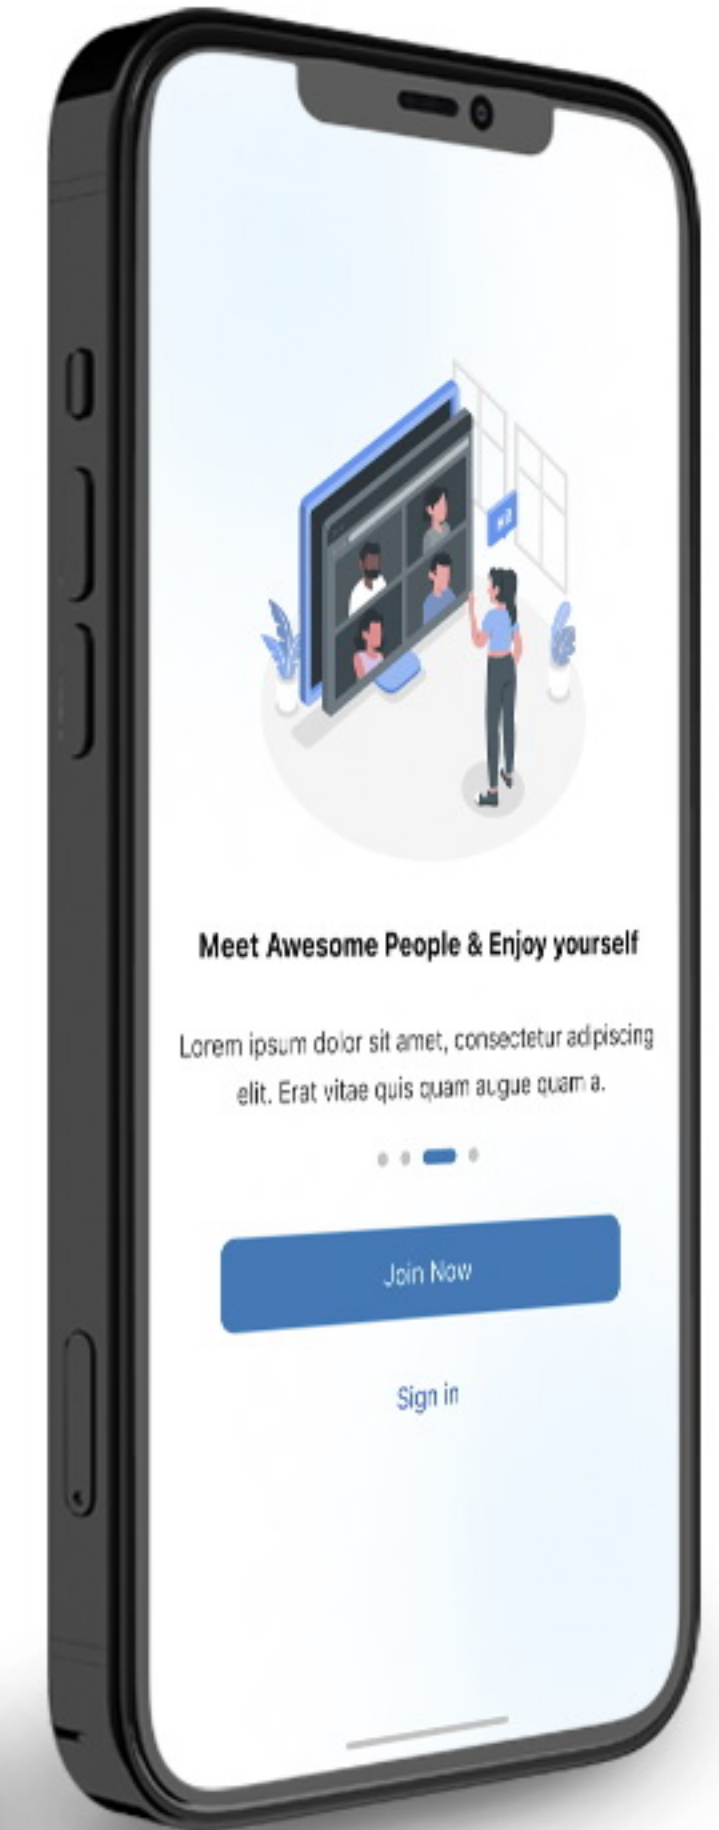 Meet Awesome People & Enjoy yourself
Lorem ipsum dolor sit amet, consectetur adipiscing
elit. Erat vitae quis quam augue quam a.
Join Now
Sign in